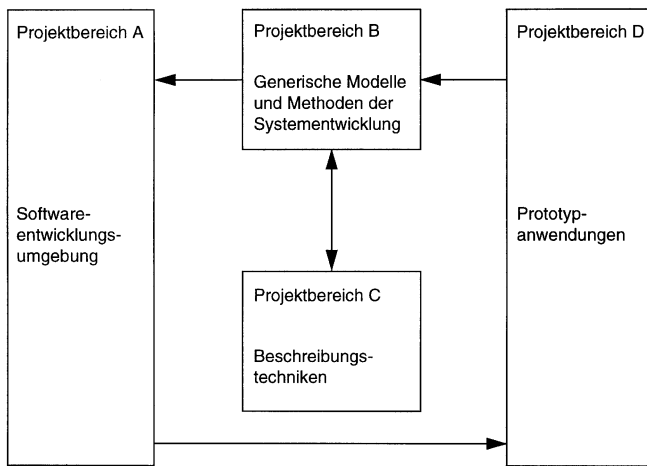 Projektbereich A
Software-
entwicklungs-
umgebung
Projektbereich B
Generische Modelle
und Methoden der
Systementwicklung
Projektbereich C
Beschreibungs-
techniken
Projektbereich D
Prototyp-
anwendungen